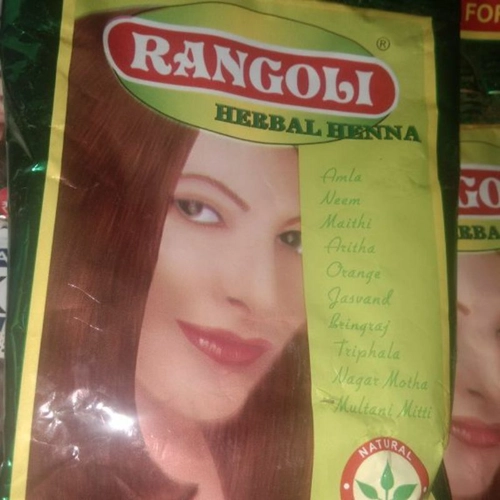 FOR
RANGOLI
®
HERBAL HENNA
Amla
Neem
Maithi
Aritha
Orange
Jasvand
Bringraj
Triphala
Nagar Motha
Multani Mitti
NATURAL
GO
RBA